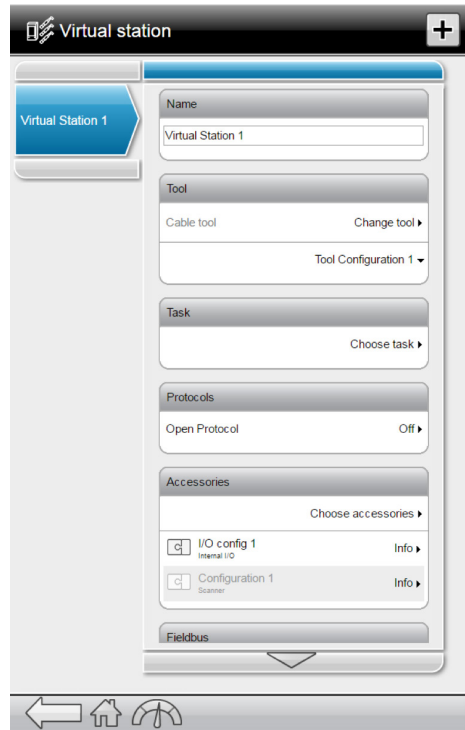 Virtual station
Virtual Station 1
Name
Virtual Station 1
Tool
Cable tool
Change tool
Tool Configuration 1
Task
Choose task
Protocols
Open Protocol
Off
Accessories
Choose accessories
I/O config 1
Internal I/O
Info
Configuration 1
Scanner
Info
Fieldbus